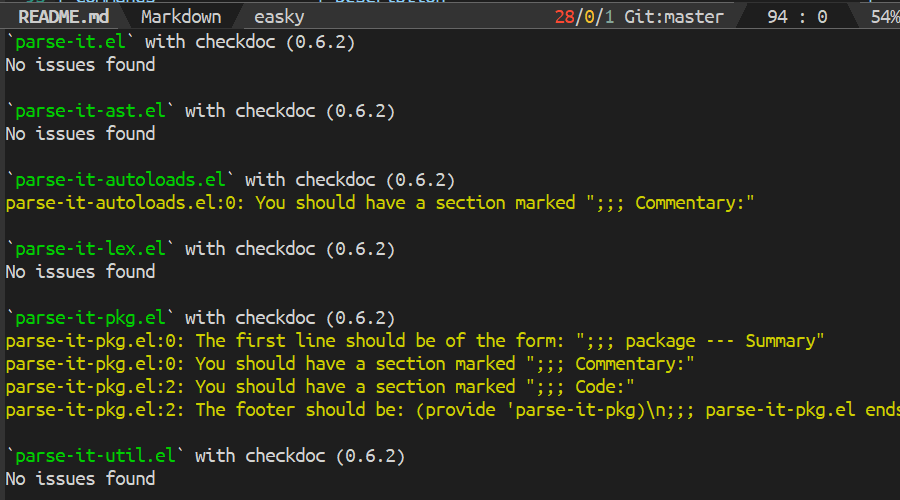 README.md Markdown easky 28/0/1 Git:master 94 : 0 54%
`parse-it.el` with checkdoc (0.6.2)
No issues found
`parse-it-ast.el` with checkdoc (0.6.2)
No issues found
`parse-it-autoloads.el` with checkdoc (0.6.2)
parse-it-autoloads.el:0: You should have a section marked ";;; Commentary:"
`parse-it-lex.el` with checkdoc (0.6.2)
No issues found
`parse-it-pkg.el` with checkdoc (0.6.2)
parse-it-pkg.el:0: The first line should be of the form: ";;; package --- Summary"
parse-it-pkg.el:0: You should have a section marked ";;; Commentary:"
parse-it-pkg.el:2: You should have a section marked ";;; Code:"
parse-it-pkg.el:2: The footer should be: (provide 'parse-it-pkg)\n;;; parse-it-pkg.el ends
`parse-it-util.el` with checkdoc (0.6.2)
No issues found